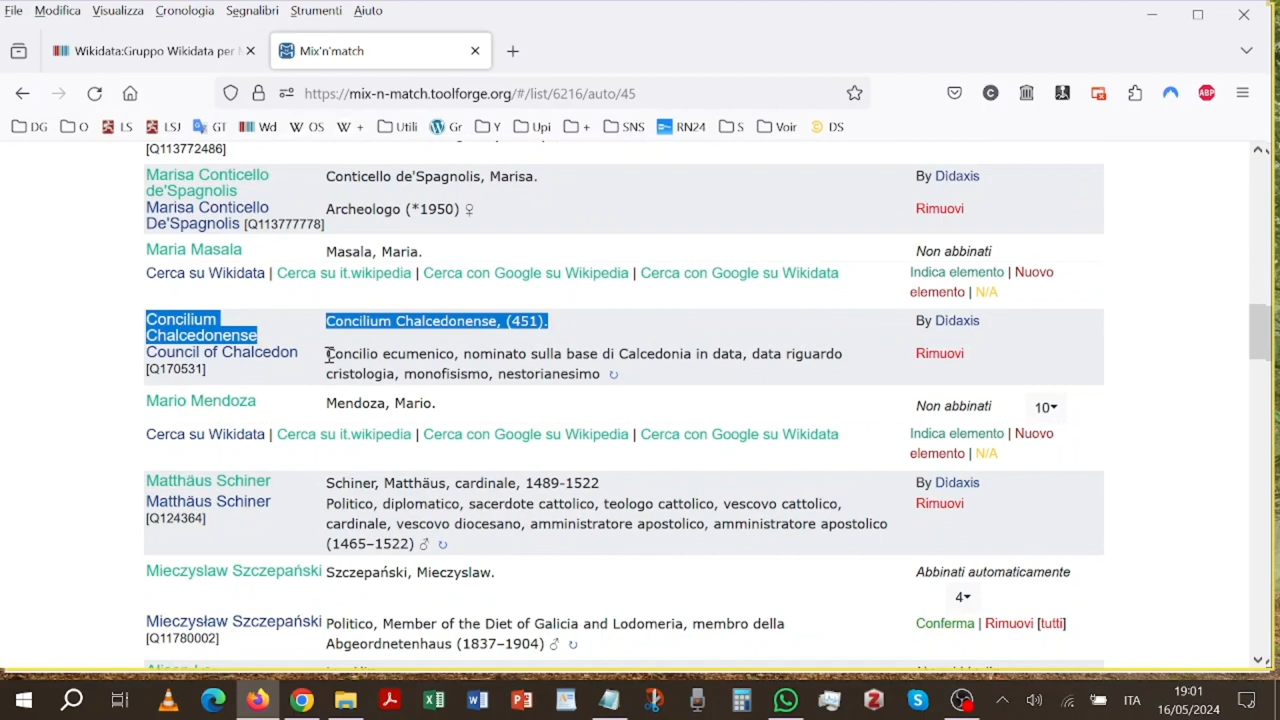 File Modifica Visualizza Cronologia Segnalibri Strumenti Aiuto
Wikidata:Gruppo Wikidata per M
Mix'n'match
https://mix-n-match.toolforge.org/#/list/6216/auto/45
DG O LS LSJ GT Wd OS + Utili Gr Y Upi + SNS RN24 S Voir DS
[Q113772486]
Marisa Conticello Conticello de'Spagnolis, Marisa. By Didaxis
de'Spagnolis
Marisa Conticello Archeologo (*1950) ♀ Rimuovi
De'Spagnolis [Q113777778]
Maria Masala Masala, Maria. Non abbinati
Cerca su Wikidata | Cerca su it.wikipedia | Cerca con Google su Wikipedia | Cerca con Google su Wikidata Indica elemento | Nuovo
elemento | N/A
Concilium Concilium Chalcedonense, (451). By Didaxis
Chalcedonense
Council of Chalcedon Concilio ecumenico, nominato sulla base di Calcedonia in data, data riguardo Rimuovi
[Q170531] cristologia, monofisismo, nestorianesimo ↻
Mario Mendoza Mendoza, Mario. Non abbinati 10
Cerca su Wikidata | Cerca su it.wikipedia | Cerca con Google su Wikipedia | Cerca con Google su Wikidata Indica elemento | Nuovo
elemento | N/A
Matthäus Schiner Schiner, Matthäus, cardinale, 1489-1522 By Didaxis
Matthäus Schiner Politico, diplomatico, sacerdote cattolico, teologo cattolico, vescovo cattolico, Rimuovi
[Q124364] cardinale, vescovo diocesano, amministratore apostolico, amministratore apostolico
(1465–1522) ♂ ↻
Mieczyslaw Szczepański Szczepański, Mieczyslaw. Abbinati automaticamente
4
Mieczysław Szczepański Politico, Member of the Diet of Galicia and Lodomeria, membro della Conferma | Rimuovi [tutti]
[Q11780002] Abgeordnetenhaus (1837–1904) ♂ ↻
ITA 19:01
16/05/2024